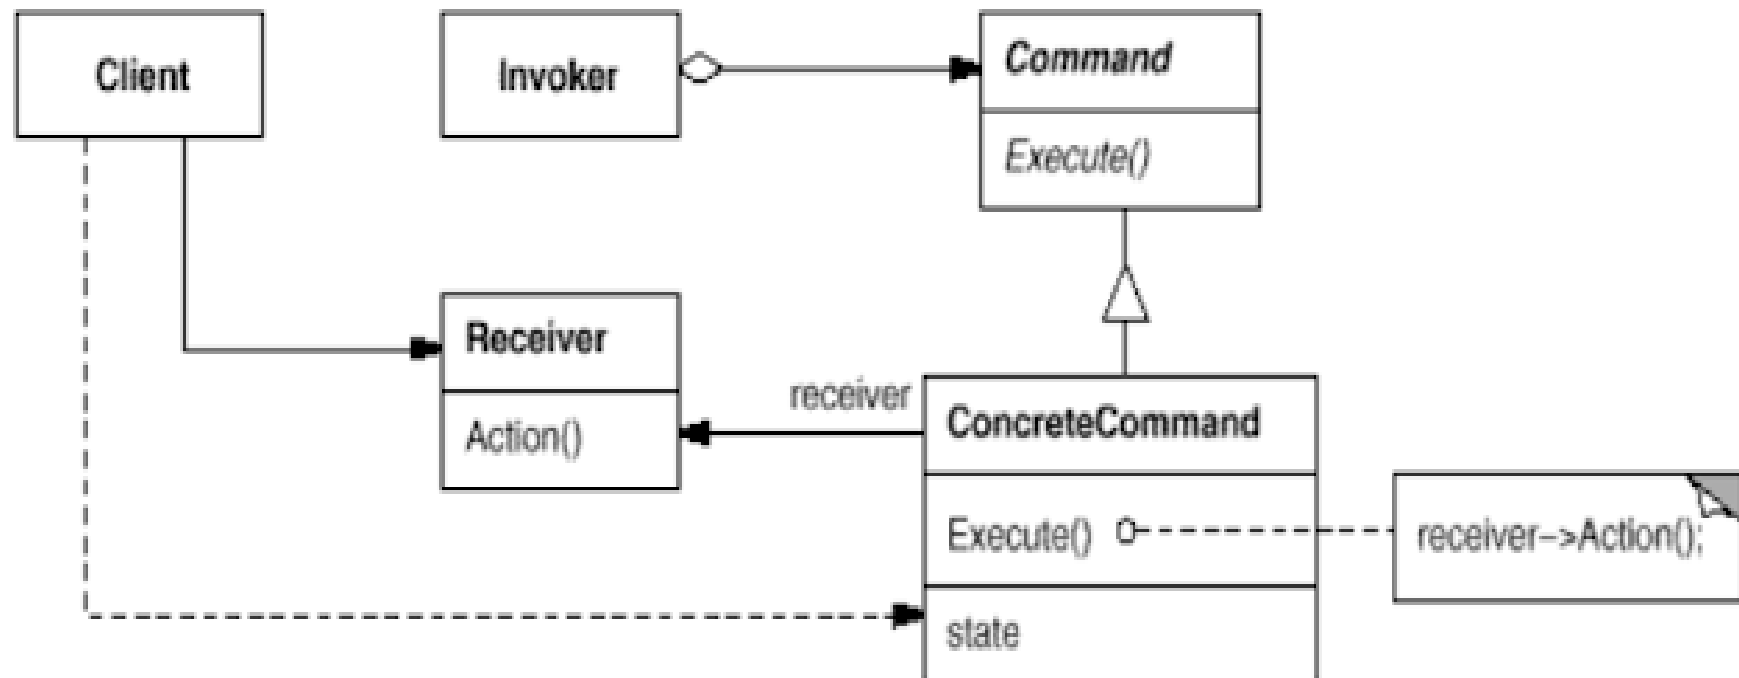 Client
Invoker
Command
Execute()
Receiver
Action()
receiver
ConcreteCommand
Execute()
receiver->Action();
state